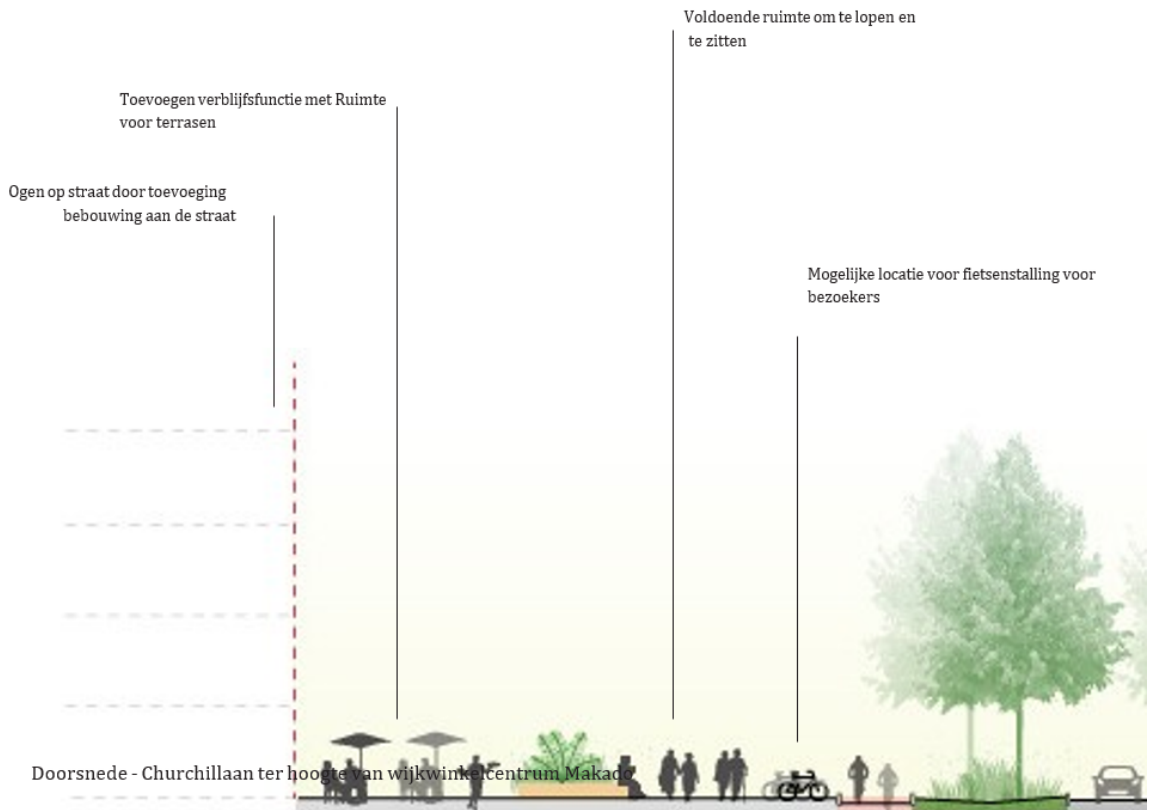 Voldoende ruimte om te lopen en
te zitten
Toevoegen verblijfsfunctie met Ruimte
voor terrasen
Ogen op straat door toevoeging
bebouwing aan de straat
Mogelijke locatie voor fietsenstalling voor
bezoekers
Doorsnede - Churchillaan ter hoogte van wijkwinkelcentrum Makado